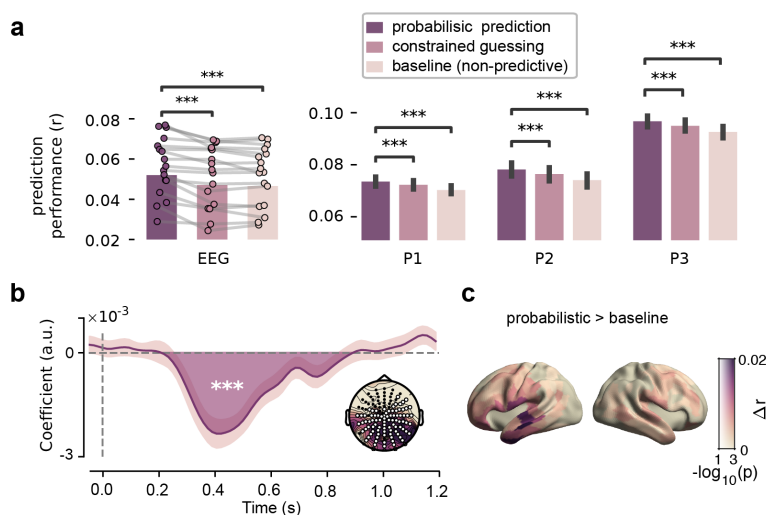 a
probabilisic prediction
constrained guessing
baseline (non-predictive)
prediction
performance (r)
0.08
0.06
0.04
0.02
***
***
EEG
0.10
0.08
0.06
***
***
P1
***
***
P2
***
***
P3
b
×10⁻³
Coefficient (a.u.)
0
-3
***
0.0
0.2
0.4
0.6
0.8
1.0
1.2
Time (s)
c
probabilistic > baseline
0.02
0
Δr
1 3
-log₁₀(p)